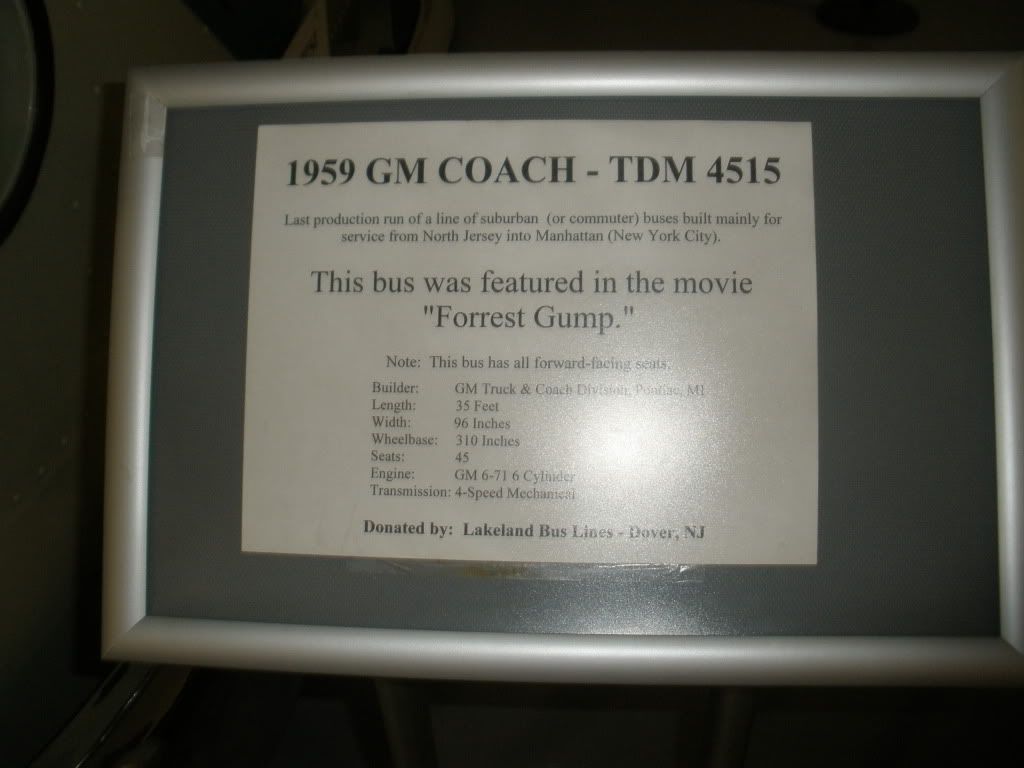 1959 GM COACH - TDM 4515
Last production run of a line of suburban (or commuter) buses built mainly for
service from North Jersey into Manhattan (New York City).
This bus was featured in the movie
"Forrest Gump."
Note: This bus has all forward-facing seats.
Builder: GM Truck & Coach Division, Pontiac, MI
Length: 35 Feet
Width: 96 Inches
Wheelbase: 310 Inches
Seats: 45
Engine: GM 6-71 6 Cylinder
Transmission: 4-Speed Mechanical
Donated by: Lakeland Bus Lines - Dover, NJ